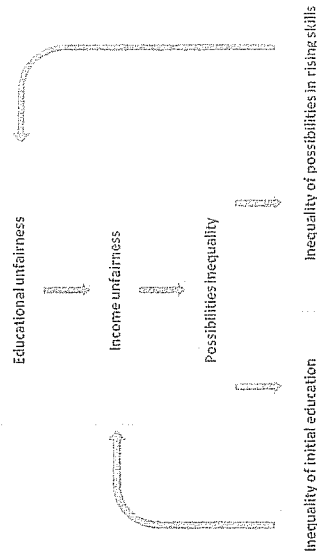 Educational unfairness
Income unfairness
Possibilities inequality
Inequality of initial education
Inequality of possibilities in rising skills